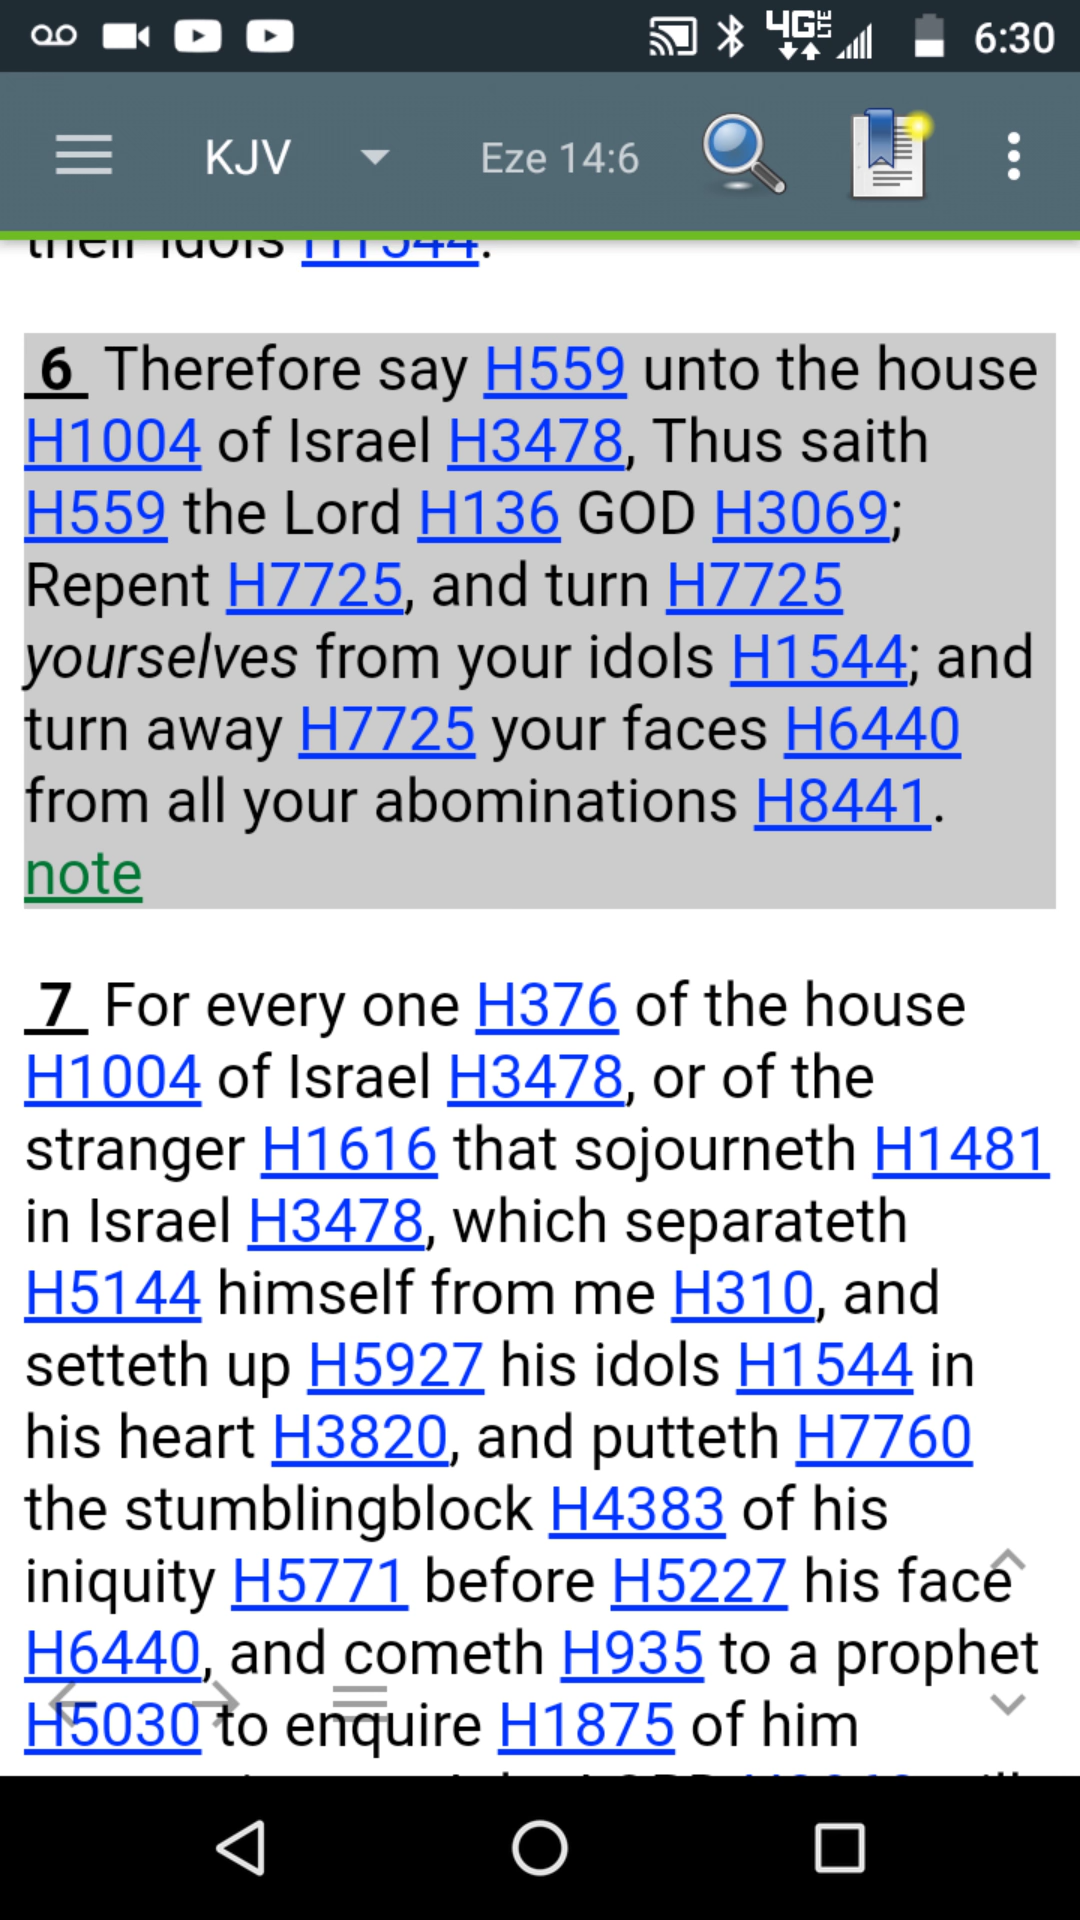 6:30
KJV Eze 14:6
their idols H1544.
6 Therefore say H559 unto the house
H1004 of Israel H3478, Thus saith
H559 the Lord H136 GOD H3069;
Repent H7725, and turn H7725
yourselves from your idols H1544; and
turn away H7725 your faces H6440
from all your abominations H8441.
note
7 For every one H376 of the house
H1004 of Israel H3478, or of the
stranger H1616 that sojourneth H1481
in Israel H3478, which separateth
H5144 himself from me H310, and
setteth up H5927 his idols H1544 in
his heart H3820, and putteth H7760
the stumblingblock H4383 of his
iniquity H5771 before H5227 his face
H6440, and cometh H935 to a prophet
H5030 to enquire H1875 of him